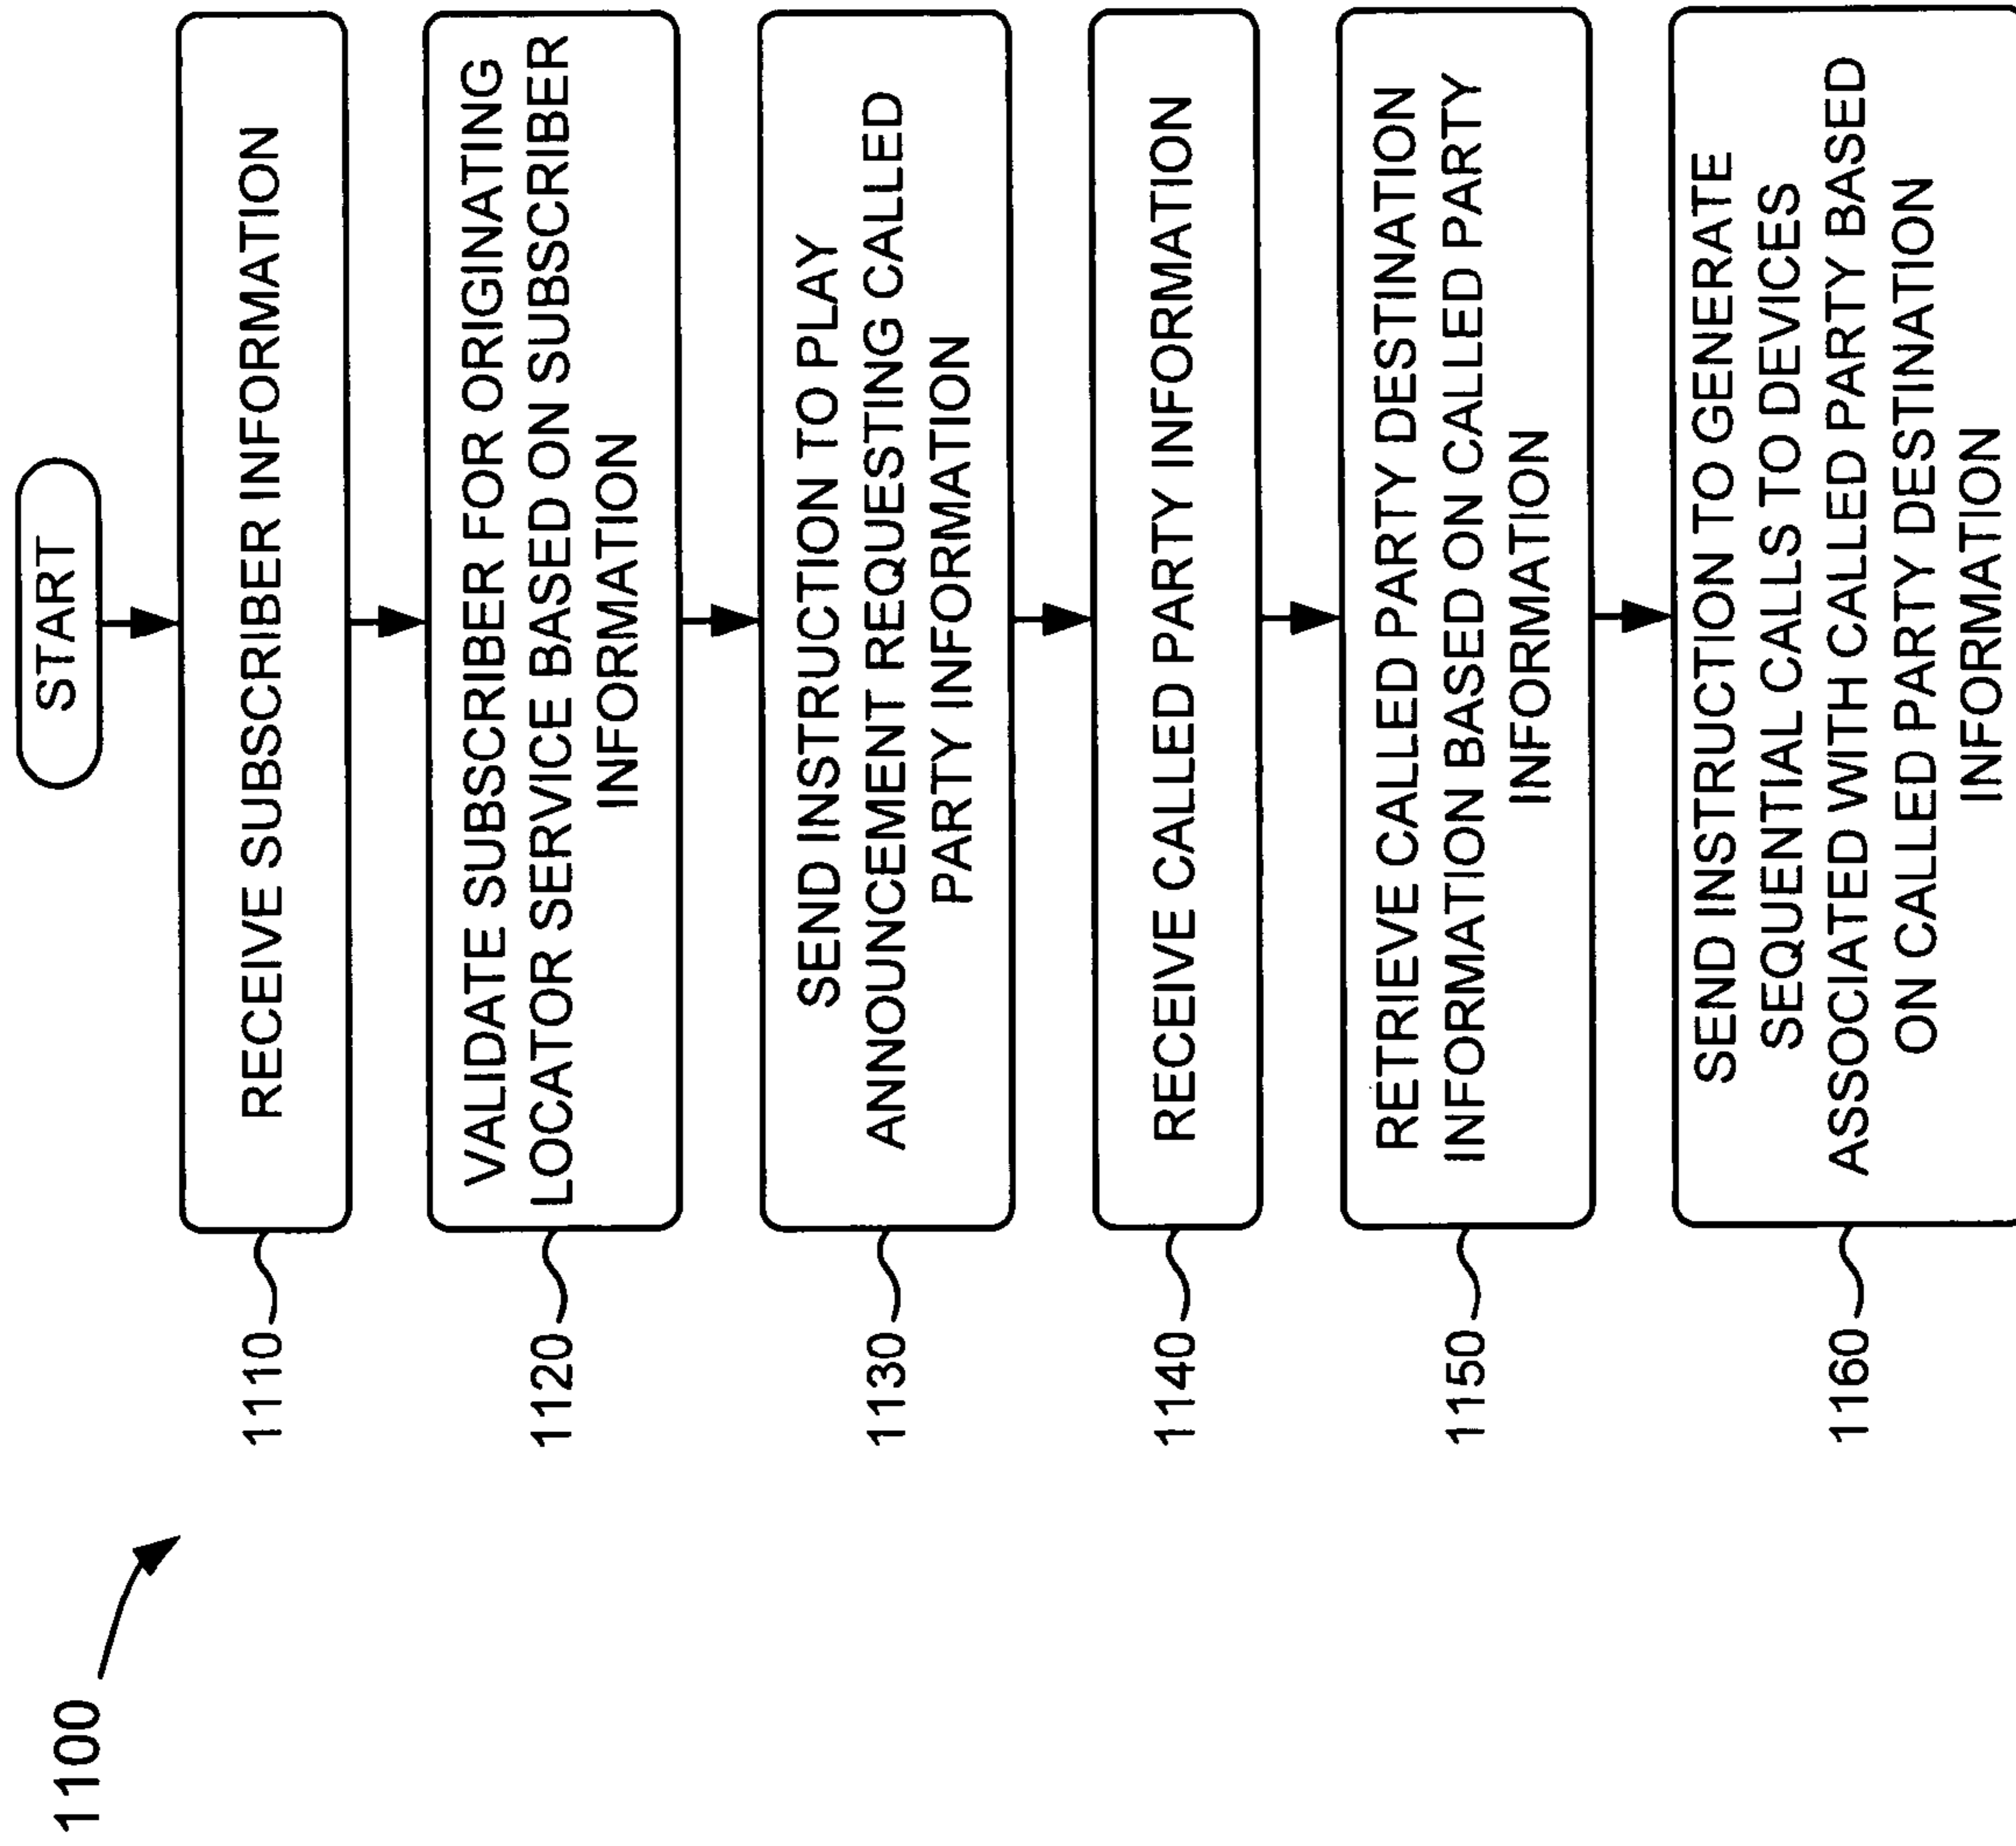 1100
START
1110
RECEIVE SUBSCRIBER INFORMATION
1120
VALIDATE SUBSCRIBER FOR ORIGINATING
LOCATOR SERVICE BASED ON SUBSCRIBER
INFORMATION
1130
SEND INSTRUCTION TO PLAY
ANNOUNCEMENT REQUESTING CALLED
PARTY INFORMATION
1140
RECEIVE CALLED PARTY INFORMATION
1150
RETRIEVE CALLED PARTY DESTINATION
INFORMATION BASED ON CALLED PARTY
INFORMATION
1160
SEND INSTRUCTION TO GENERATE
SEQUENTIAL CALLS TO DEVICES
ASSOCIATED WITH CALLED PARTY BASED
ON CALLED PARTY DESTINATION
INFORMATION